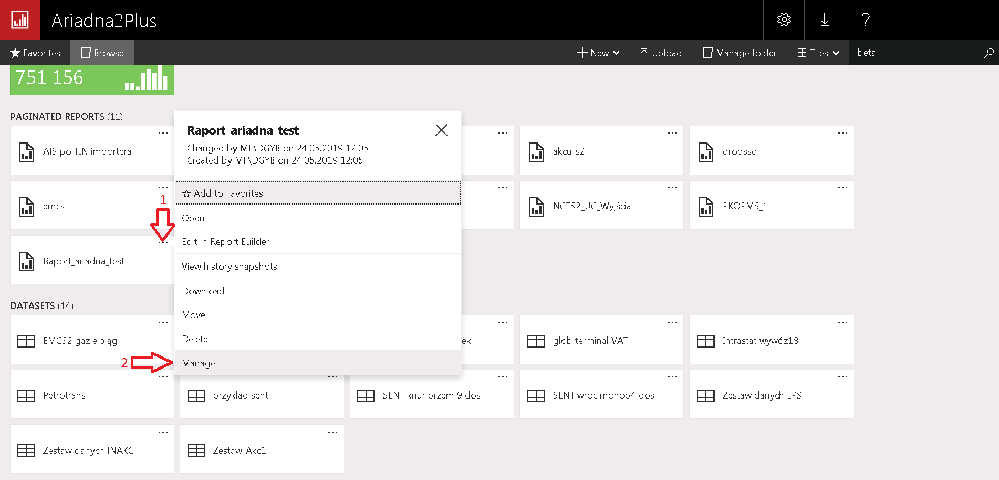 Ariadna2Plus
?
Favorites
Browse
New
Upload
Manage folder
Tiles
beta
751 156
PAGINATED REPORTS (11)
AIS po TIN importera
akcu_s2
drodssdl
emcs
NCTS2_UC_Wyjścia
PKOPMS_1
Raport_ariadna_test
1
Raport_ariadna_test
Changed by MF\DGYB on 24.05.2019 12:05
Created by MF\DGYB on 24.05.2019 12:05
Add to Favorites
Open
Edit in Report Builder
View history snapshots
Download
Move
Delete
2
Manage
DATASETS (14)
EMCS2 gaz elbląg
ek
glob terminal VAT
Intrastat wywóz18
Petrotrans
przyklad sent
SENT knur przem 9 dos
SENT wroc monop4 dos
Zestaw danych EPS
Zestaw danych INAKC
Zestaw_Akc1